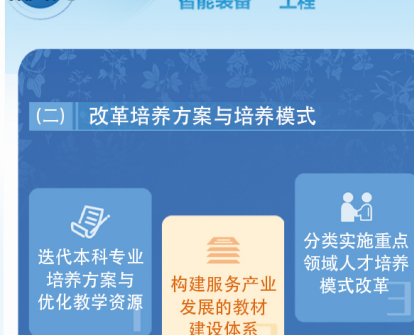 智能装备 工程
(二) 改革培养方案与培养模式
迭代本科专业
培养方案与
优化教学资源
1
构建服务产业
发展的教材
建设体系
2
分类实施重点
领域人才培养
模式改革
3